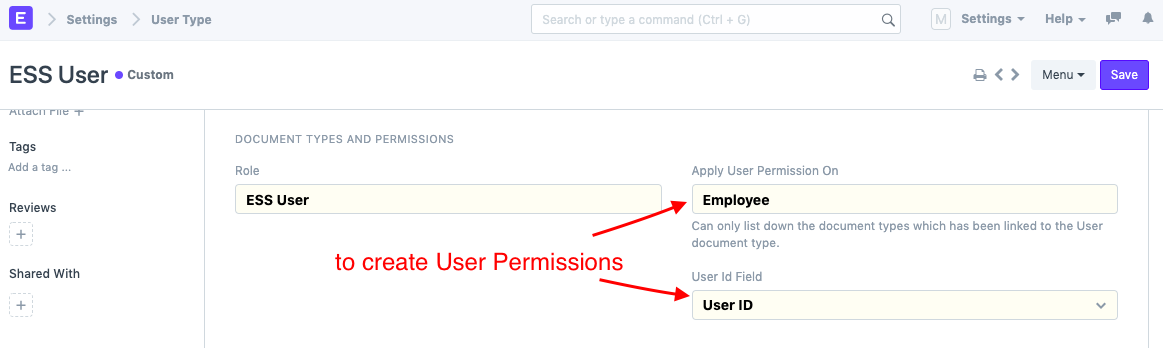 E Settings User Type Search or type a command (Ctrl + G) M Settings Help
ESS User Custom Menu Save
Attach File +
DOCUMENT TYPES AND PERMISSIONS
Tags
Add a tag ...
Role
Apply User Permission On
ESS User
Employee
Reviews
+
Can only list down the document types which has been linked to the User
document type.
to create User Permissions
Shared With
+
User Id Field
User ID